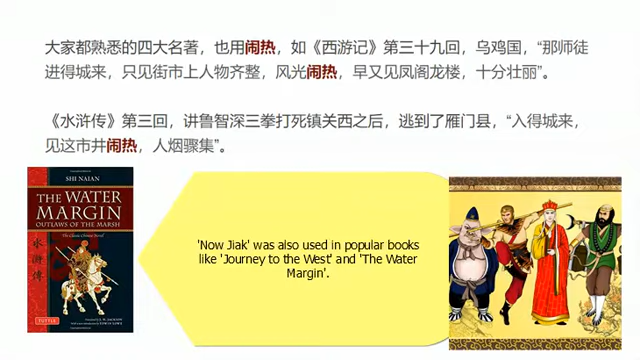 大家都熟悉的四大名著，也用闹热，如《西游记》第三十九回，乌鸡国，“那师徒
进得城来，只见街市上人物齐整，风光闹热，早又见凤阁龙楼，十分壮丽”。
《水浒传》第三回，讲鲁智深三拳打死镇关西之后，逃到了雁门县，“入得城来，
见这市井闹热，人烟骤集”。
SHI NAIAN
THE WATER
MARGIN
OUTLAWS OF THE MARSH
The Classic Chinese Novel
水滸傳
TUTTLE
'Now Jiak' was also used in popular books
like 'Journey to the West' and 'The Water
Margin'.